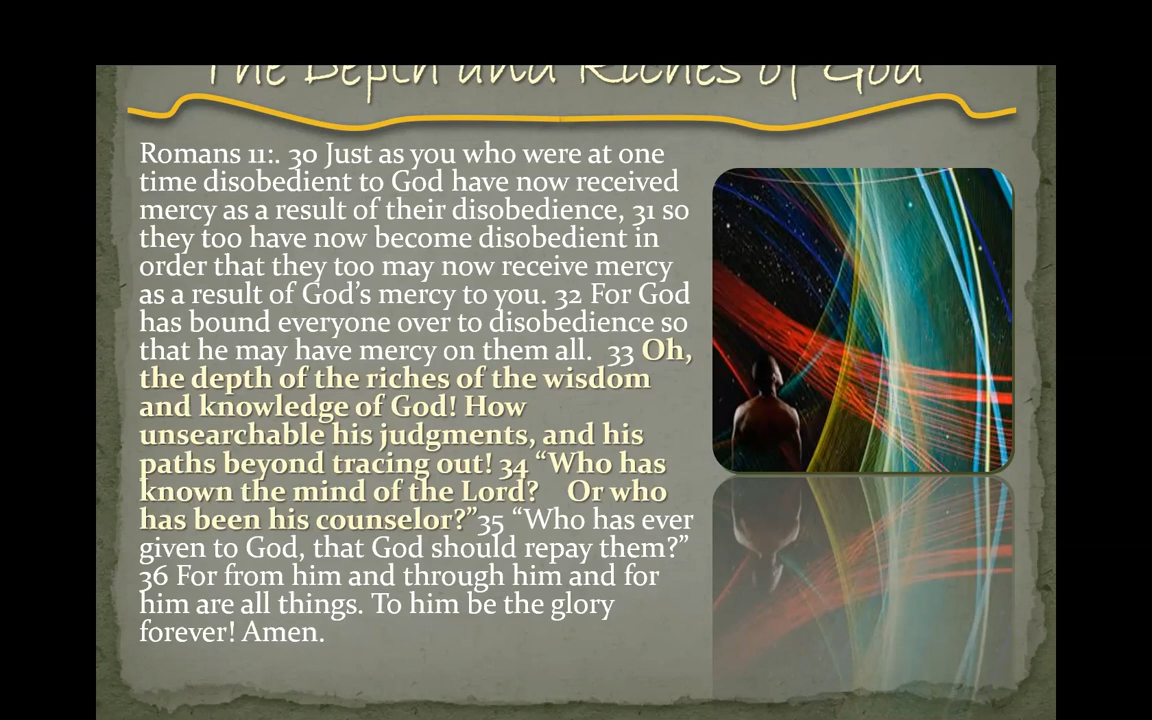 The Depth and Riches of God
Romans 11:. 30 Just as you who were at one
time disobedient to God have now received
mercy as a result of their disobedience, 31 so
they too have now become disobedient in
order that they too may now receive mercy
as a result of God’s mercy to you. 32 For God
has bound everyone over to disobedience so
that he may have mercy on them all.  33 Oh,
the depth of the riches of the wisdom
and knowledge of God! How
unsearchable his judgments, and his
paths beyond tracing out! 34 “Who has
known the mind of the Lord?    Or who
has been his counselor?”35 “Who has ever
given to God, that God should repay them?”
36 For from him and through him and for
him are all things. To him be the glory
forever! Amen.